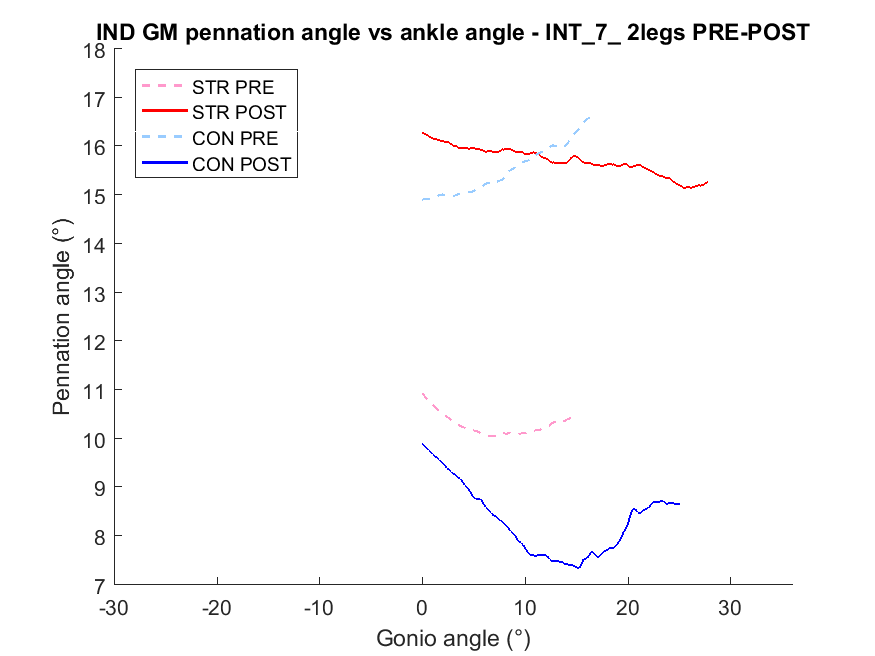 IND GM pennation angle vs ankle angle - INT_7_ 2legs PRE-POST
18
17
16
15
14
13
12
11
10
9
8
7
Pennation angle (°)
STR PRE
STR POST
CON PRE
CON POST
-30
-20
-10
0
10
20
30
Gonio angle (°)